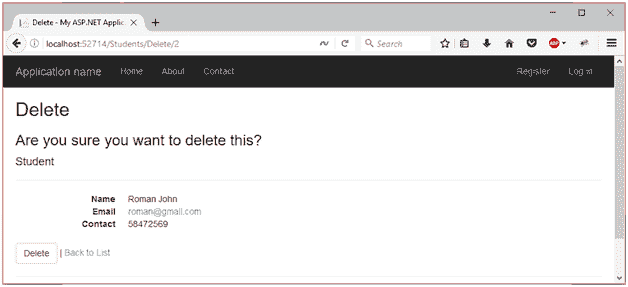 Delete - My ASP.NET Applic
localhost:52714/Students/Delete/2
Search
ABP
Application name Home About Contact Register Log in
Delete
Are you sure you want to delete this?
Student
Name Roman John
Email roman@gmail.com
Contact 58472569
Delete | Back to List